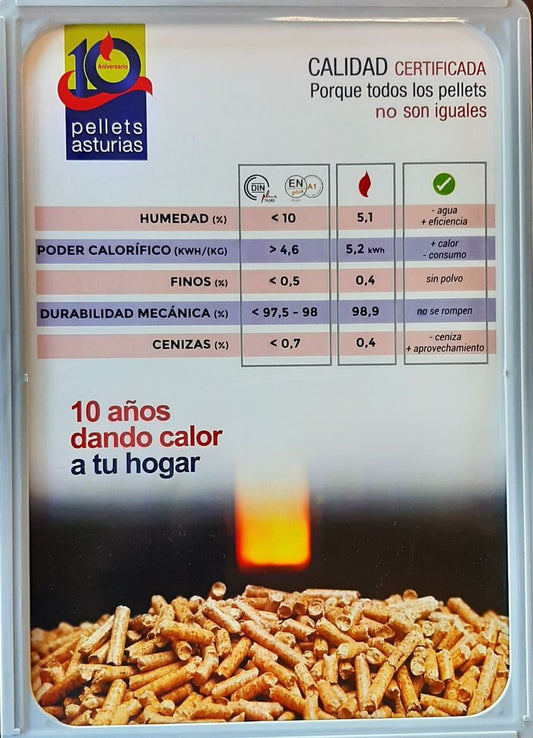 10
Aniversario
pellets
asturias
CALIDAD CERTIFICADA
Porque todos los pellets
no son iguales
DIN plus EN plus A1
HUMEDAD (%) < 10 5,1 - agua
+ eficiencia
PODER CALORÍFICO (KWH/(KG) > 4,6 5,2 kWh + calor
- consumo
FINOS (%) < 0,5 0,4 sin polvo
DURABILIDAD MECÁNICA (%) < 97,5 - 98 98,9 no se rompen
CENIZAS (%) < 0,7 0,4 - ceniza
+ aprovechamiento
10 años
dando calor
a tu hogar